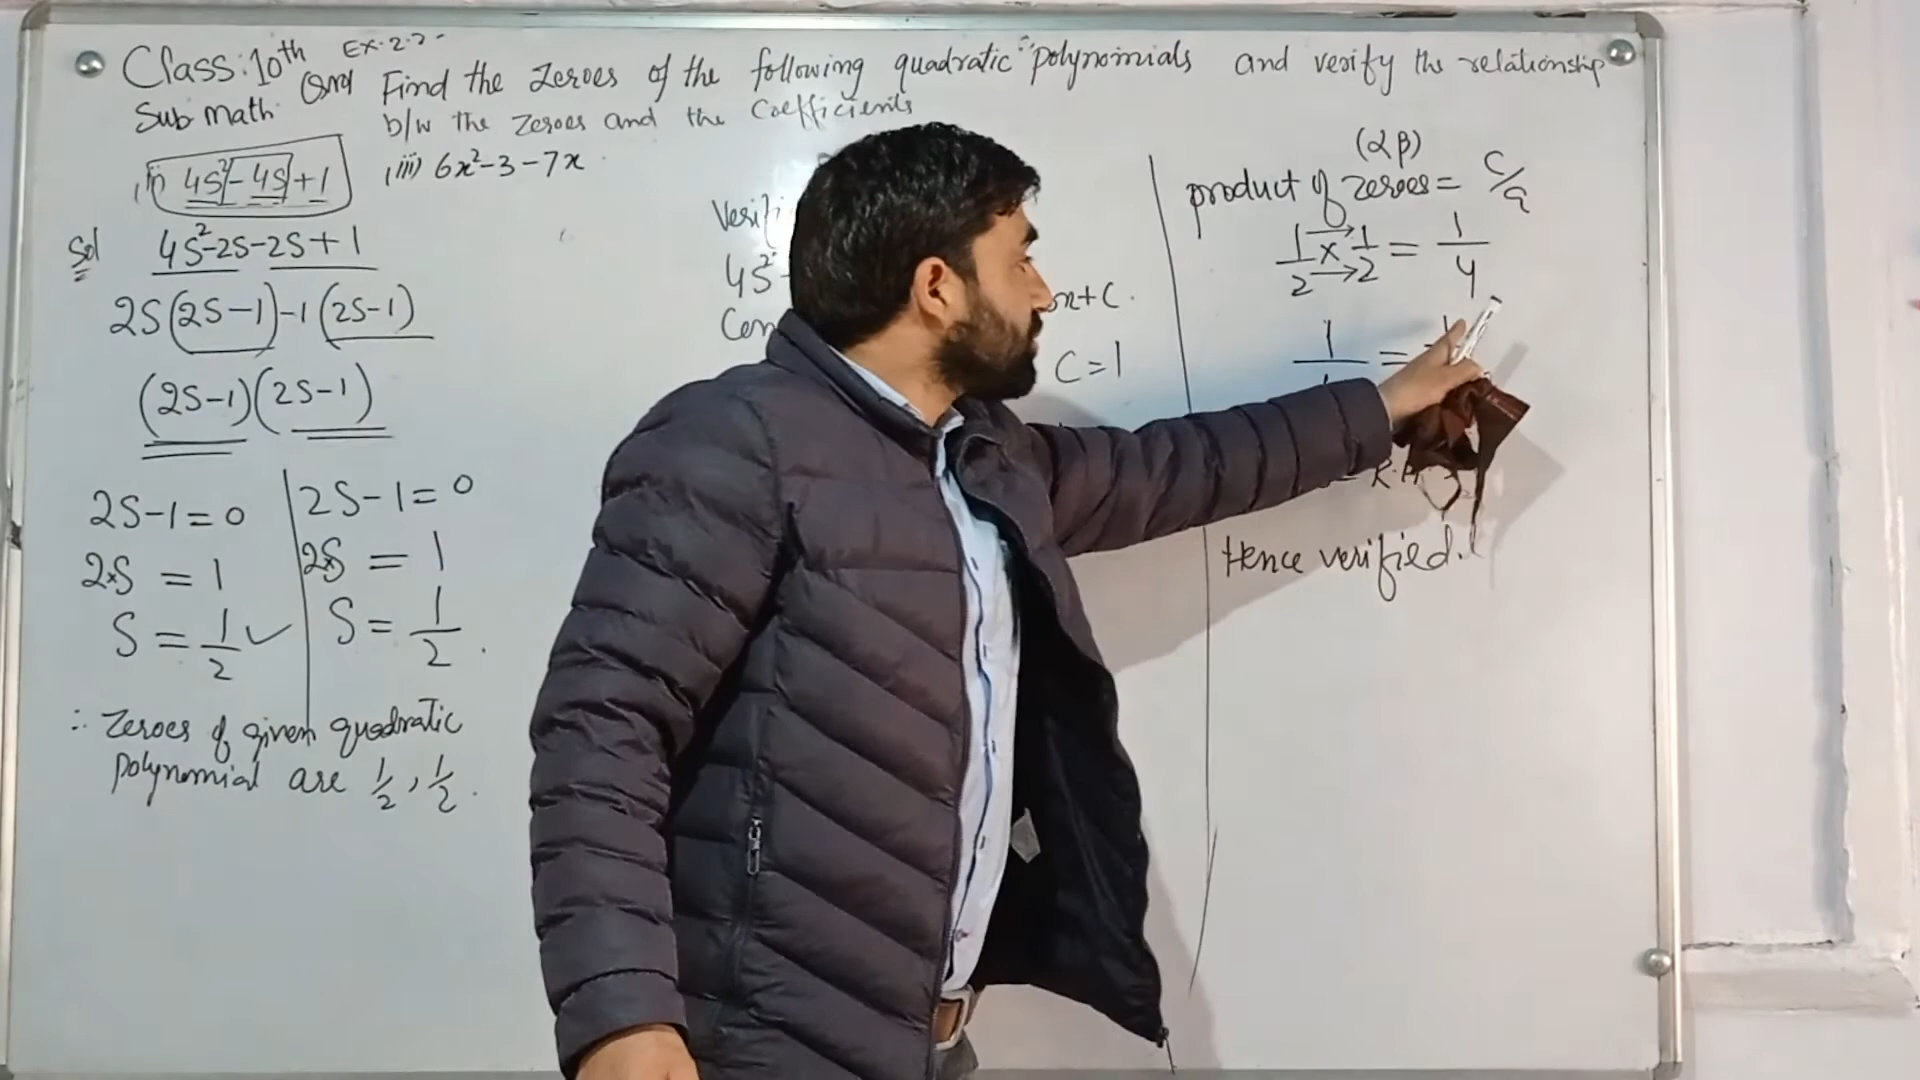 Class: 10th Ex. 2.2
Sub Math
Find the zeroes of the following quadratic polynomials and verify the relationship
b/w the zeroes and the coefficients
(ii) 4S²-4S+1
(iii) 6x²-3-7x
Sol 4S²-2S-2S+1
2S(2S-1)-1(2S-1)
(2S-1)(2S-1)
2S-1=0
2S = 1
S = 1/2 ✓
2S-1=0
2S = 1
S = 1/2.
∴ Zeroes of given quadratic
polynomial are 1/2, 1/2.
4S²
+C.
C=1
(αβ)
product of zeroes = C/a
1/2 × 1/2 = 1/4
Hence verified.